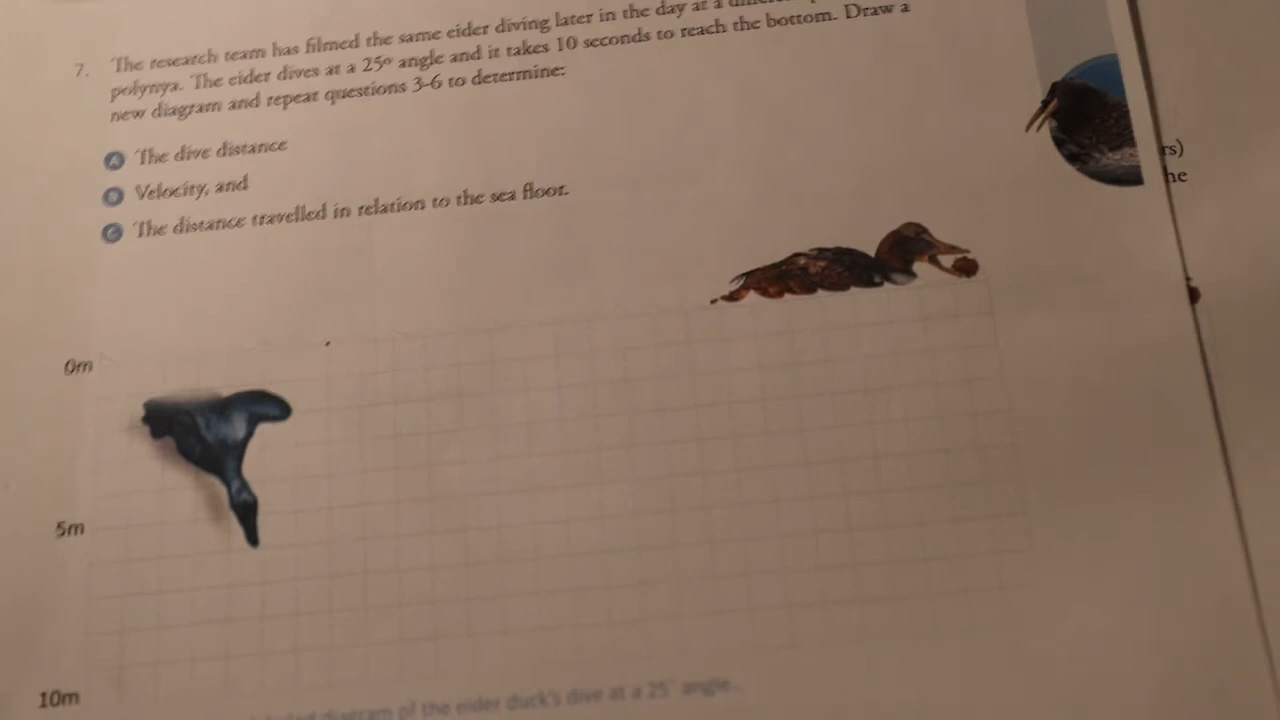 7. The research team has filmed the same eider diving later in the day at a
polynya. The eider dives at a 25° angle and it takes 10 seconds to reach the bottom. Draw a
new diagram and repeat questions 3-6 to determine:
A The dive distance
B Velocity, and
C The distance travelled in relation to the sea floor.
rs)
he
0m
5m
10m
diagram of the eider duck's dive at a 25° angle.